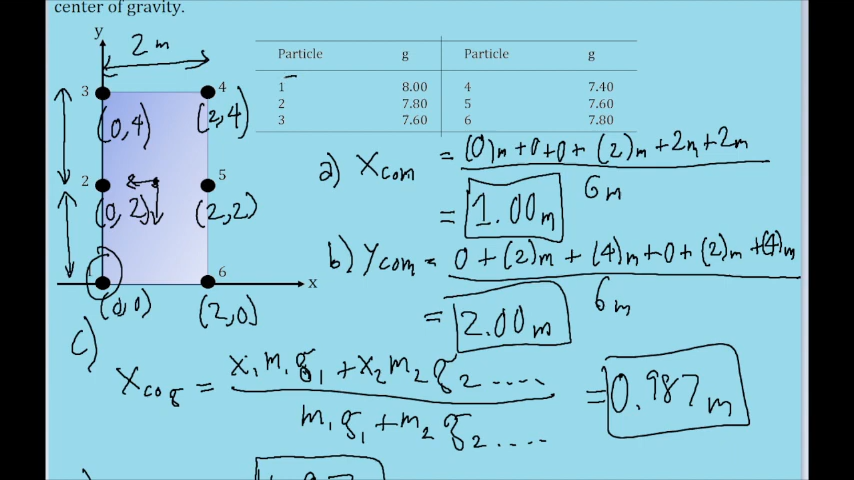 center of gravity.
y
2 m
Particle g Particle g
1 8.00 4 7.40
2 7.80 5 7.60
3 7.60 6 7.80
3 4
(0,4) (2,4)
a) Xcom = (0)m + 0 + 0 + (2)m + 2m + 2m
6m
= 1.00m
2 5
(0,2) (2,2)
b) Ycom = 0 + (2)m + (4)m + 0 + (2)m + (4)m
6m
= 2.00m
1 6 x
(0,0) (2,0)
c) Xcog = x1m1g1 + x2m2g2 ....
m1g1 + m2g2 ....
= 0.987m